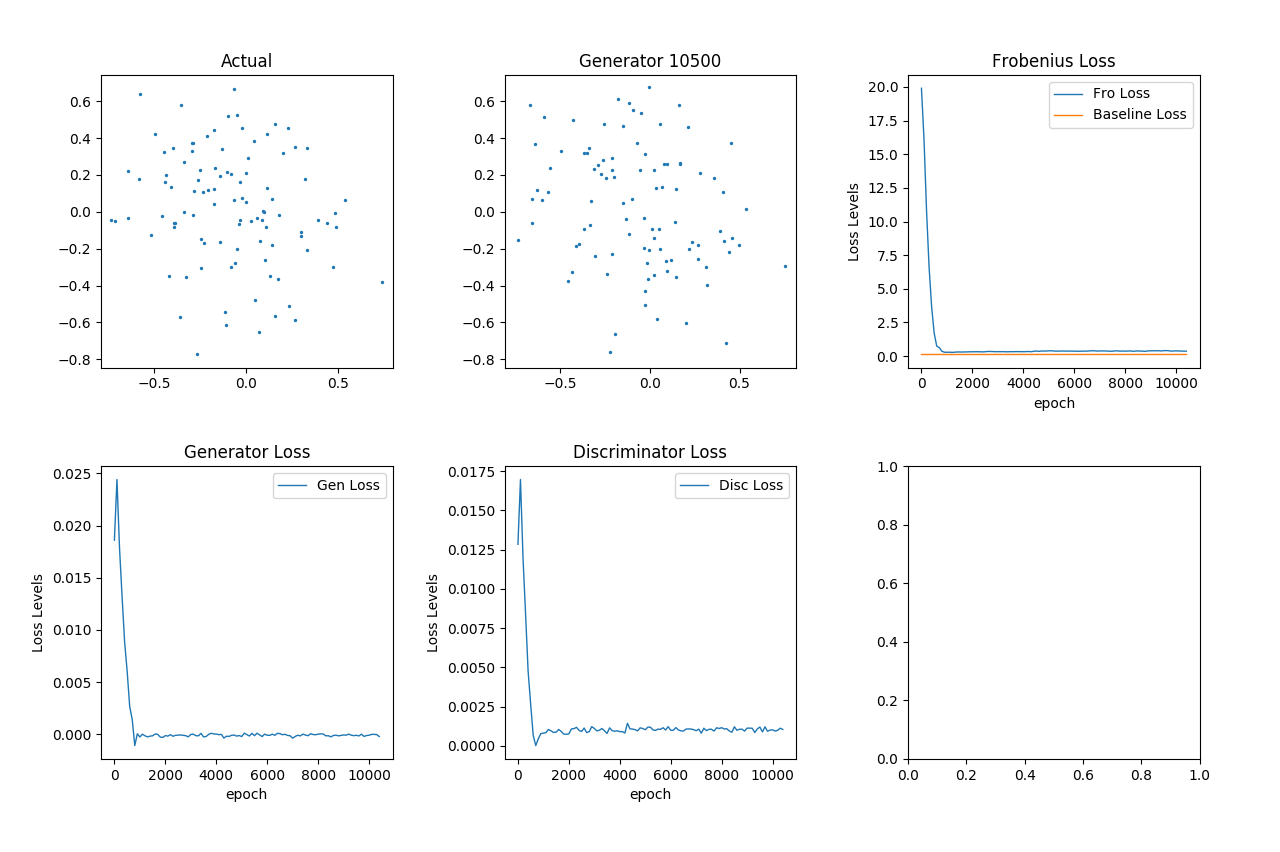 Actual
0.6
0.4
0.2
0.0
−0.2
−0.4
−0.6
−0.8
−0.5 0.0 0.5
Generator 10500
0.6
0.4
0.2
0.0
−0.2
−0.4
−0.6
−0.8
−0.5 0.0 0.5
Frobenius Loss
Fro Loss
Baseline Loss
Loss Levels
20.0
17.5
15.0
12.5
10.0
7.5
5.0
2.5
0.0
0 2000 4000 6000 8000 10000
epoch
Generator Loss
Gen Loss
Loss Levels
0.025
0.020
0.015
0.010
0.005
0.000
0 2000 4000 6000 8000 10000
epoch
Discriminator Loss
Disc Loss
Loss Levels
0.0175
0.0150
0.0125
0.0100
0.0075
0.0050
0.0025
0.0000
0 2000 4000 6000 8000 10000
epoch
1.0
0.8
0.6
0.4
0.2
0.0
0.0 0.2 0.4 0.6 0.8 1.0